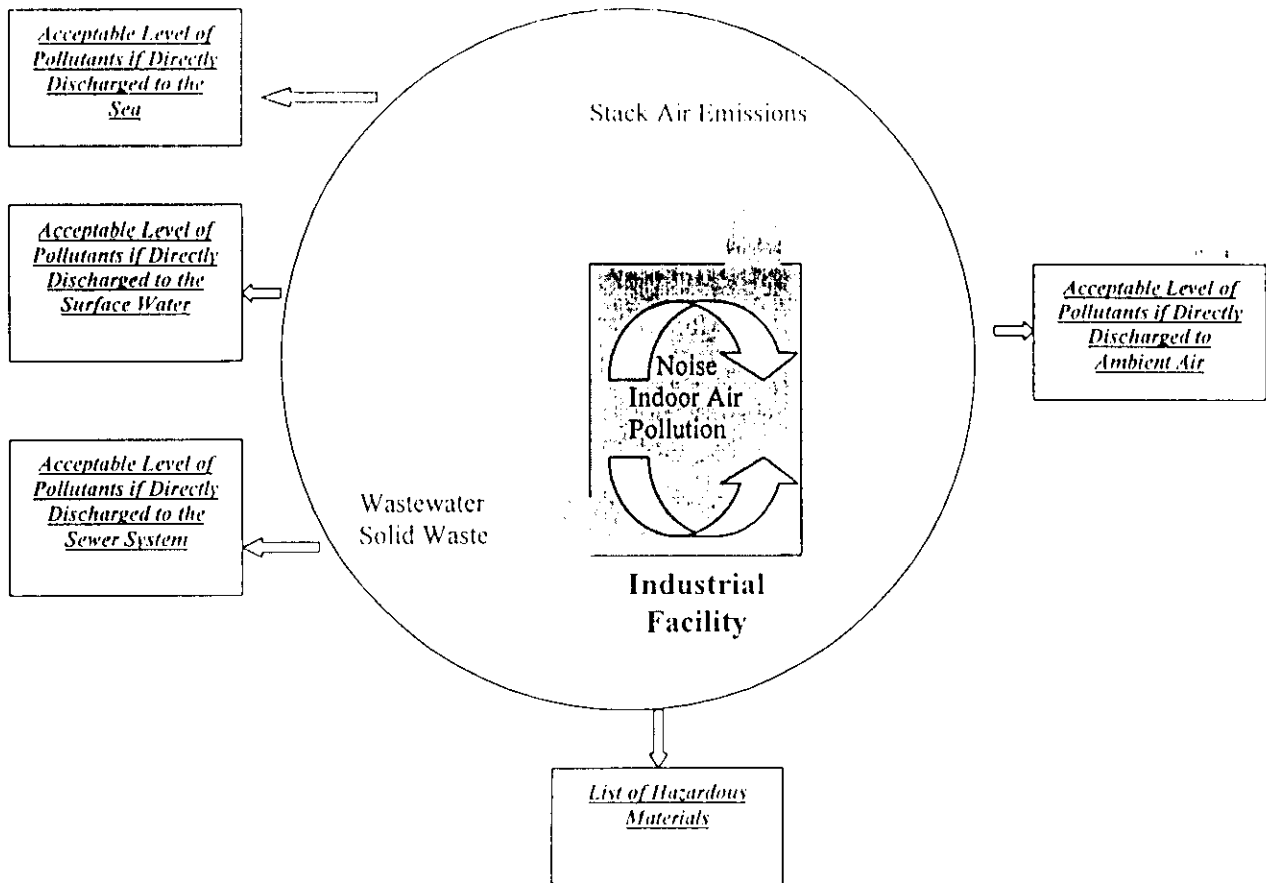 Acceptable Level of
Pollutants if Directly
Discharged to the
Sea
Stack Air Emissions
Acceptable Level of
Pollutants if Directly
Discharged to the
Surface Water
Acceptable Level of
Pollutants if Directly
Discharged to
Ambient Air
Noise
Indoor Air
Pollution
Acceptable Level of
Pollutants if Directly
Discharged to the
Sewer System
Wastewater
Solid Waste
Industrial
Facility
List of Hazardous
Materials